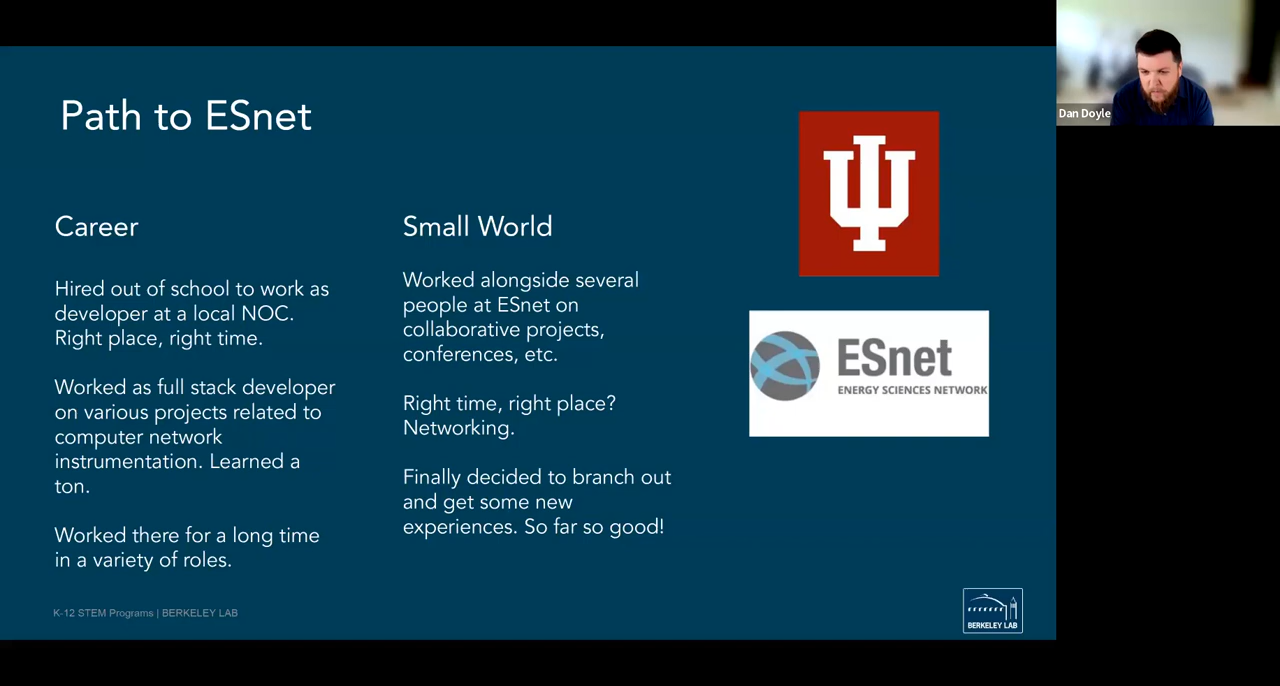 Path to ESnet
Career
Hired out of school to work as
developer at a local NOC.
Right place, right time.
Worked as full stack developer
on various projects related to
computer network
instrumentation. Learned a
ton.
Worked there for a long time
in a variety of roles.
Small World
Worked alongside several
people at ESnet on
collaborative projects,
conferences, etc.
Right time, right place?
Networking.
Finally decided to branch out
and get some new
experiences. So far so good!
ESnet
ENERGY SCIENCES NETWORK
K-12 STEM Programs | BERKELEY LAB
BERKELEY LAB
Dan Doyle